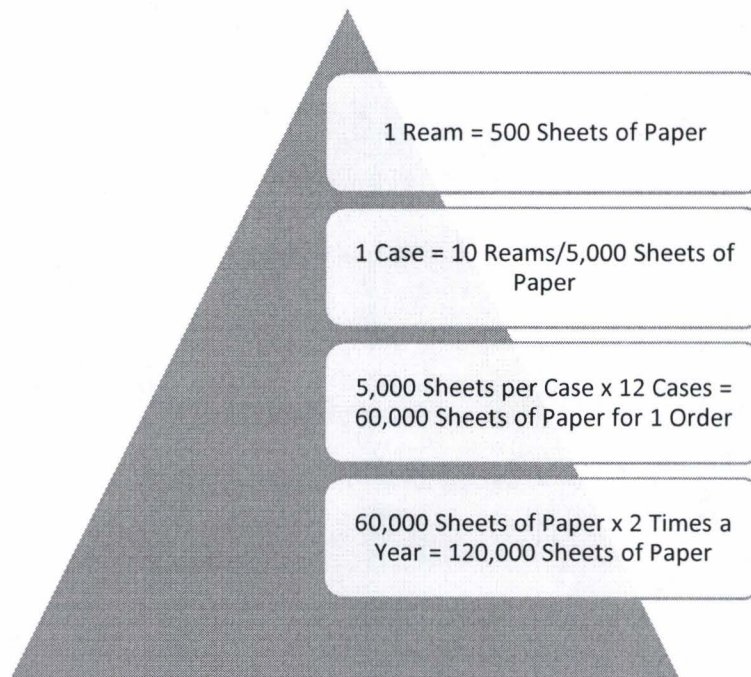 1 Ream = 500 Sheets of Paper
1 Case = 10 Reams/5,000 Sheets of
Paper
5,000 Sheets per Case x 12 Cases =
60,000 Sheets of Paper for 1 Order
60,000 Sheets of Paper x 2 Times a
Year = 120,000 Sheets of Paper